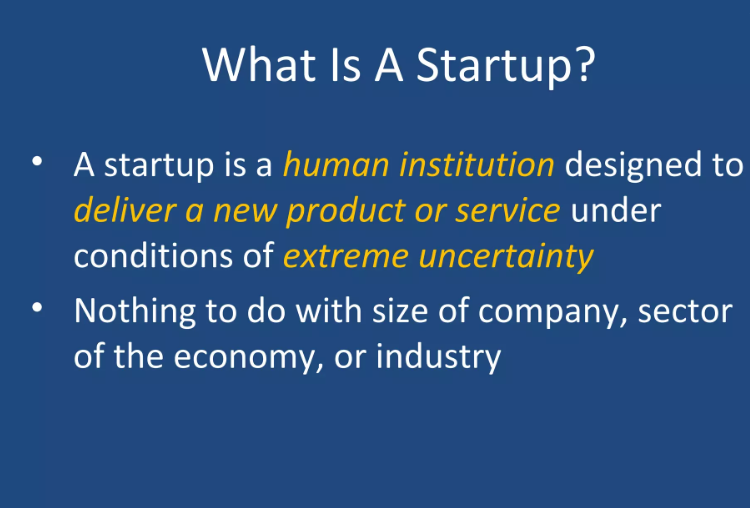 What Is A Startup?
• A startup is a human institution designed to
deliver a new product or service under
conditions of extreme uncertainty
• Nothing to do with size of company, sector
of the economy, or industry